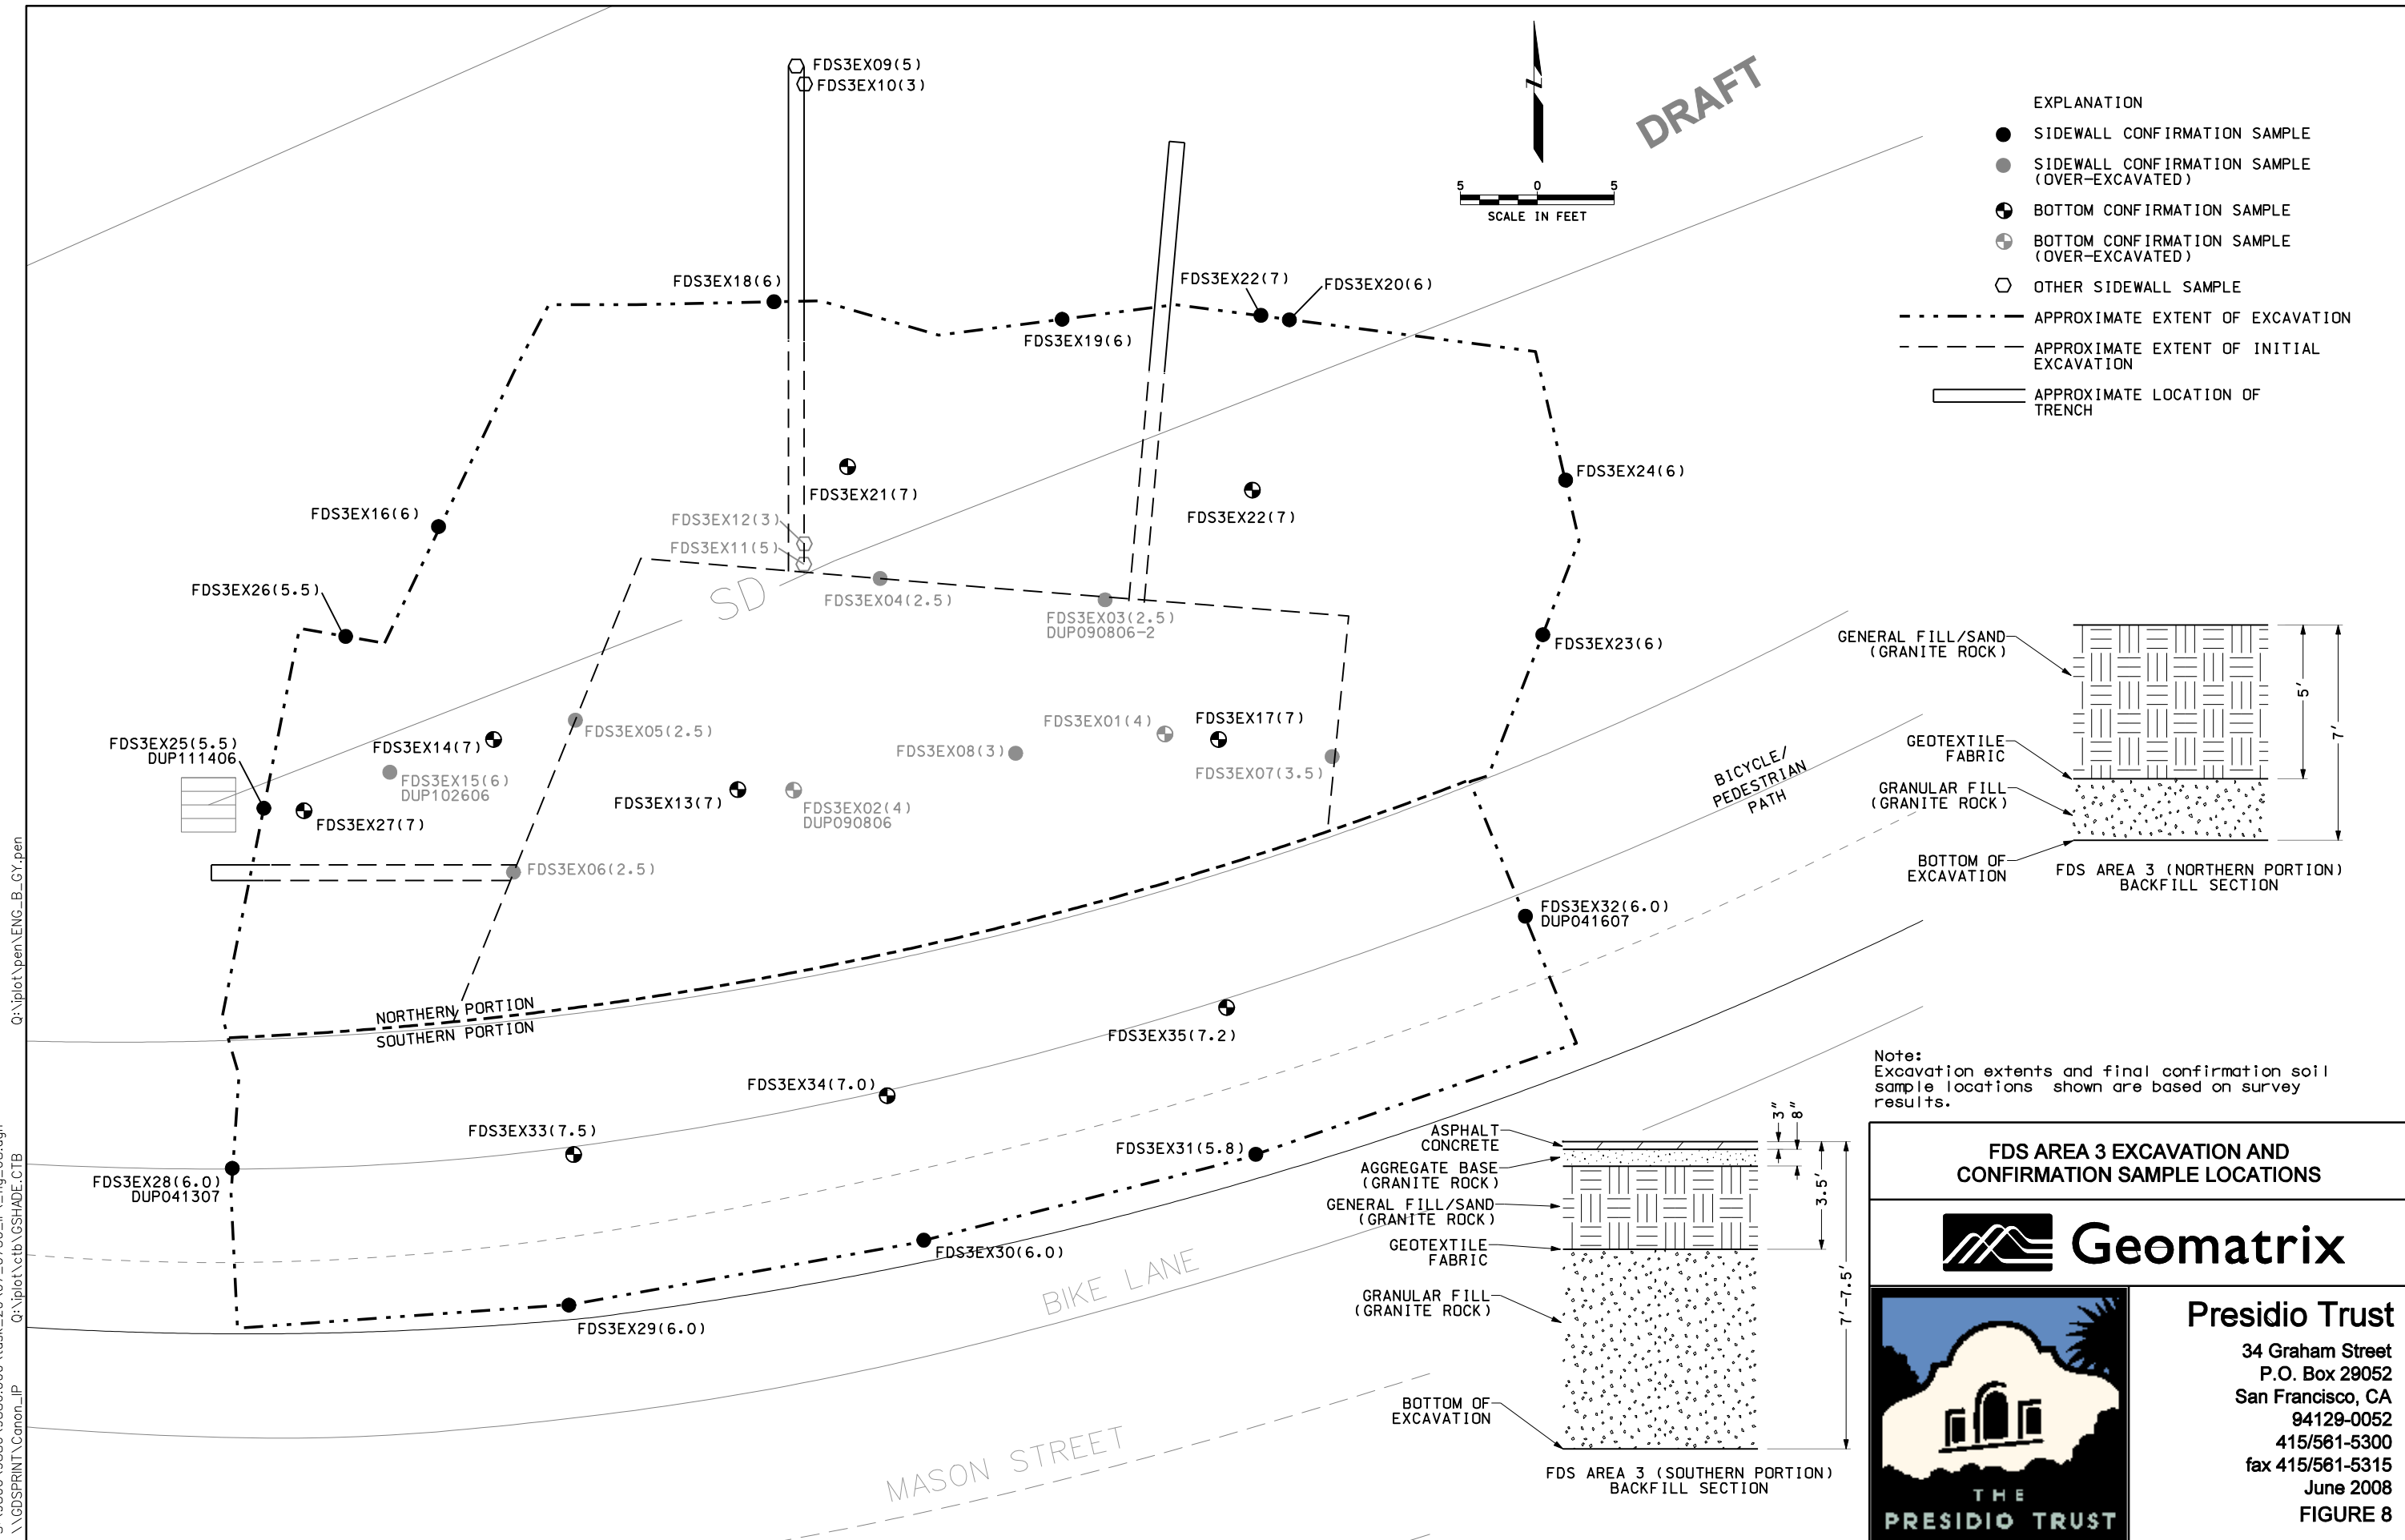 FDS3EX09(5)
FDS3EX10(3)
N
DRAFT
5 0 5
SCALE IN FEET
EXPLANATION
SIDEWALL CONFIRMATION SAMPLE
SIDEWALL CONFIRMATION SAMPLE
(OVER-EXCAVATED)
BOTTOM CONFIRMATION SAMPLE
BOTTOM CONFIRMATION SAMPLE
(OVER-EXCAVATED)
OTHER SIDEWALL SAMPLE
APPROXIMATE EXTENT OF EXCAVATION
APPROXIMATE EXTENT OF INITIAL
EXCAVATION
APPROXIMATE LOCATION OF
TRENCH
FDS3EX18(6)
FDS3EX22(7)
FDS3EX20(6)
FDS3EX19(6)
FDS3EX24(6)
FDS3EX21(7)
FDS3EX22(7)
FDS3EX16(6)
FDS3EX12(3)
FDS3EX11(5)
FDS3EX26(5.5)
SD
FDS3EX04(2.5)
FDS3EX03(2.5)
DUP090806-2
FDS3EX23(6)
FDS3EX05(2.5)
FDS3EX01(4)
FDS3EX17(7)
FDS3EX25(5.5)
DUP111406
FDS3EX14(7)
FDS3EX08(3)
FDS3EX07(3.5)
FDS3EX15(6)
DUP102606
FDS3EX13(7)
FDS3EX02(4)
DUP090806
FDS3EX27(7)
FDS3EX06(2.5)
BICYCLE/
PEDESTRIAN
PATH
GENERAL FILL/SAND
(GRANITE ROCK)
GEOTEXTILE
FABRIC
GRANULAR FILL
(GRANITE ROCK)
BOTTOM OF
EXCAVATION
5'
7'
FDS AREA 3 (NORTHERN PORTION)
BACKFILL SECTION
FDS3EX32(6.0)
DUP041607
NORTHERN PORTION
SOUTHERN PORTION
FDS3EX35(7.2)
FDS3EX34(7.0)
FDS3EX33(7.5)
FDS3EX31(5.8)
FDS3EX28(6.0)
DUP041307
FDS3EX30(6.0)
FDS3EX29(6.0)
BIKE LANE
MASON STREET
Note:
Excavation extents and final confirmation soil
sample locations shown are based on survey
results.
ASPHALT
CONCRETE
AGGREGATE BASE
(GRANITE ROCK)
GENERAL FILL/SAND
(GRANITE ROCK)
GEOTEXTILE
FABRIC
GRANULAR FILL
(GRANITE ROCK)
BOTTOM OF
EXCAVATION
3"
8"
3.5'
7'-7.5'
FDS AREA 3 (SOUTHERN PORTION)
BACKFILL SECTION
FDS AREA 3 EXCAVATION AND
CONFIRMATION SAMPLE LOCATIONS
Geomatrix
THE
PRESIDIO TRUST
Presidio Trust
34 Graham Street
P.O. Box 29052
San Francisco, CA
94129-0052
415/561-5300
fax 415/561-5315
June 2008
FIGURE 8
Q:\iplot\pen\ENG_B_GY.pen
Q:\iplot\ctb\GSHADE.CTB
\\GDSPRINT\Canon_IP